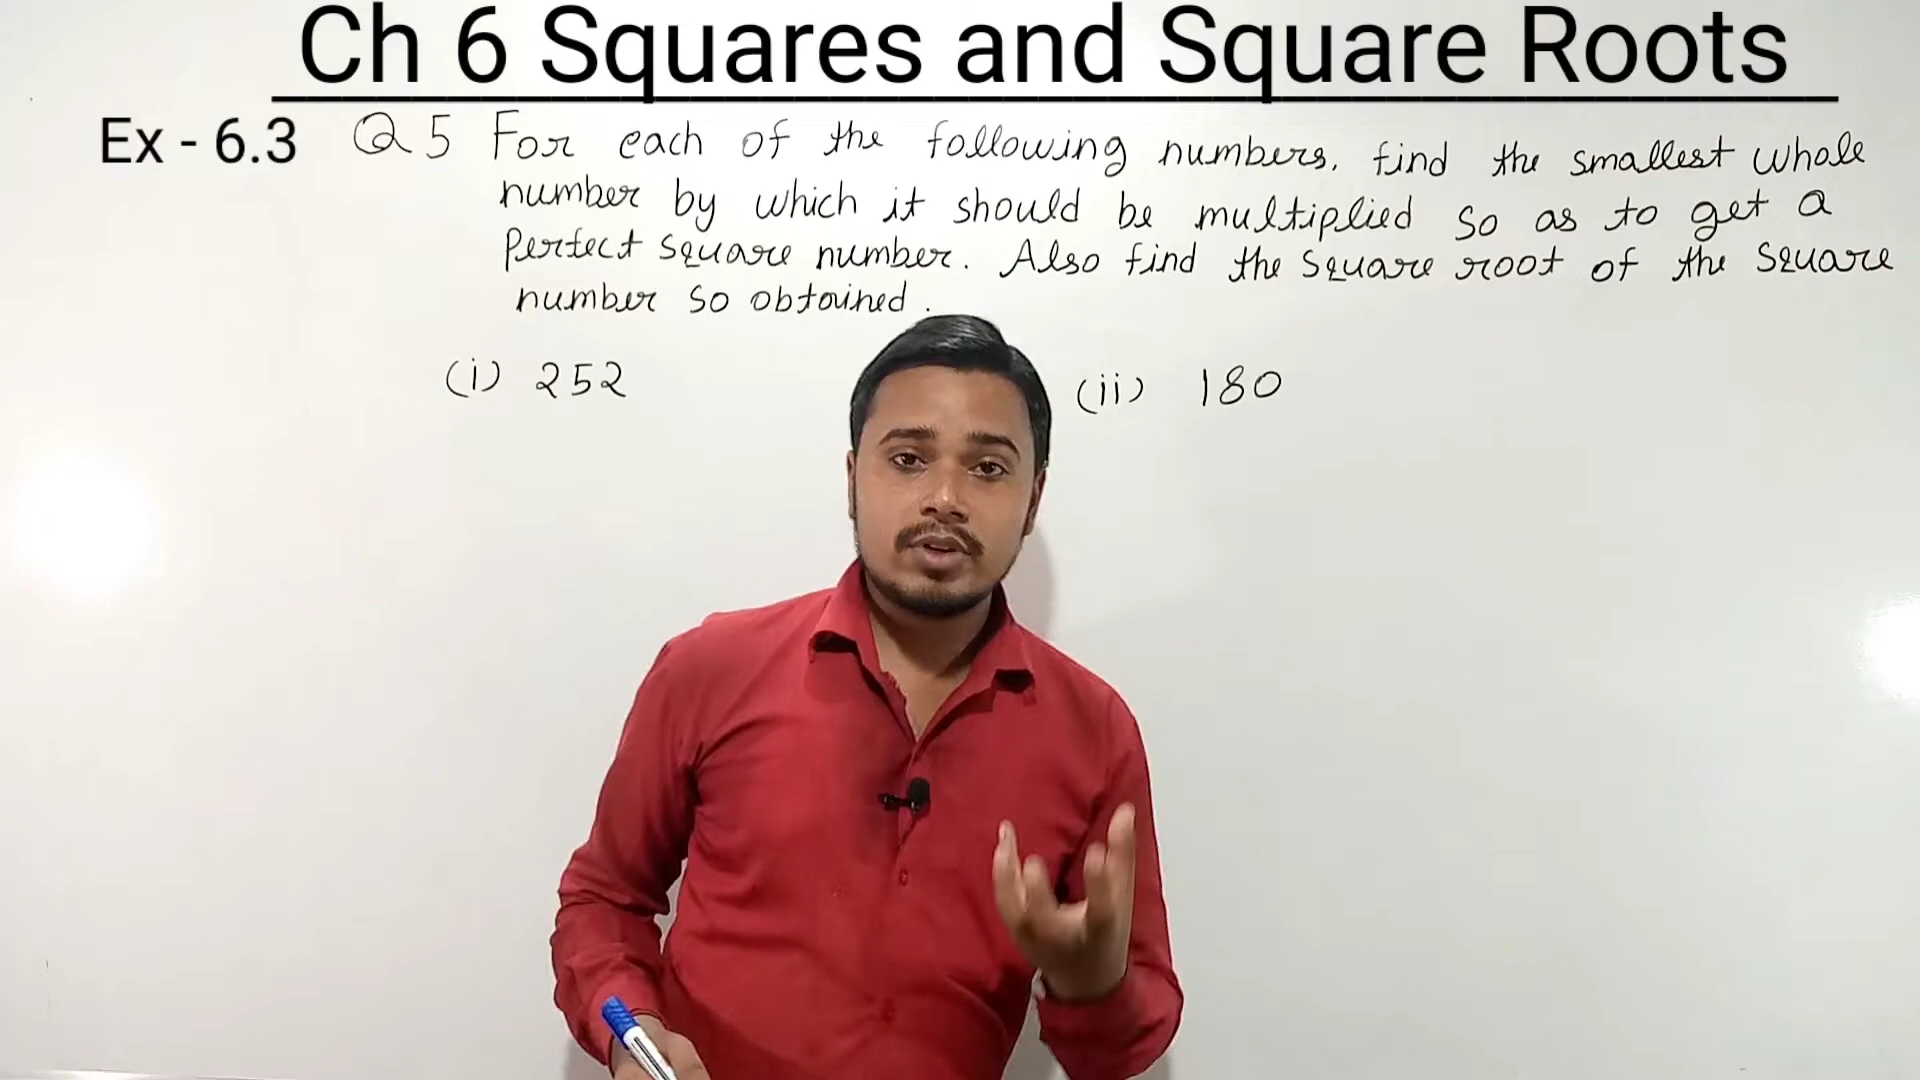 Ch 6 Squares and Square Roots
Ex - 6.3 Q5 For each of the following numbers, find the smallest whole
number by which it should be multiplied so as to get a
Perfect square number. Also find the square root of the square
number so obtained.
(i) 252 (ii) 180